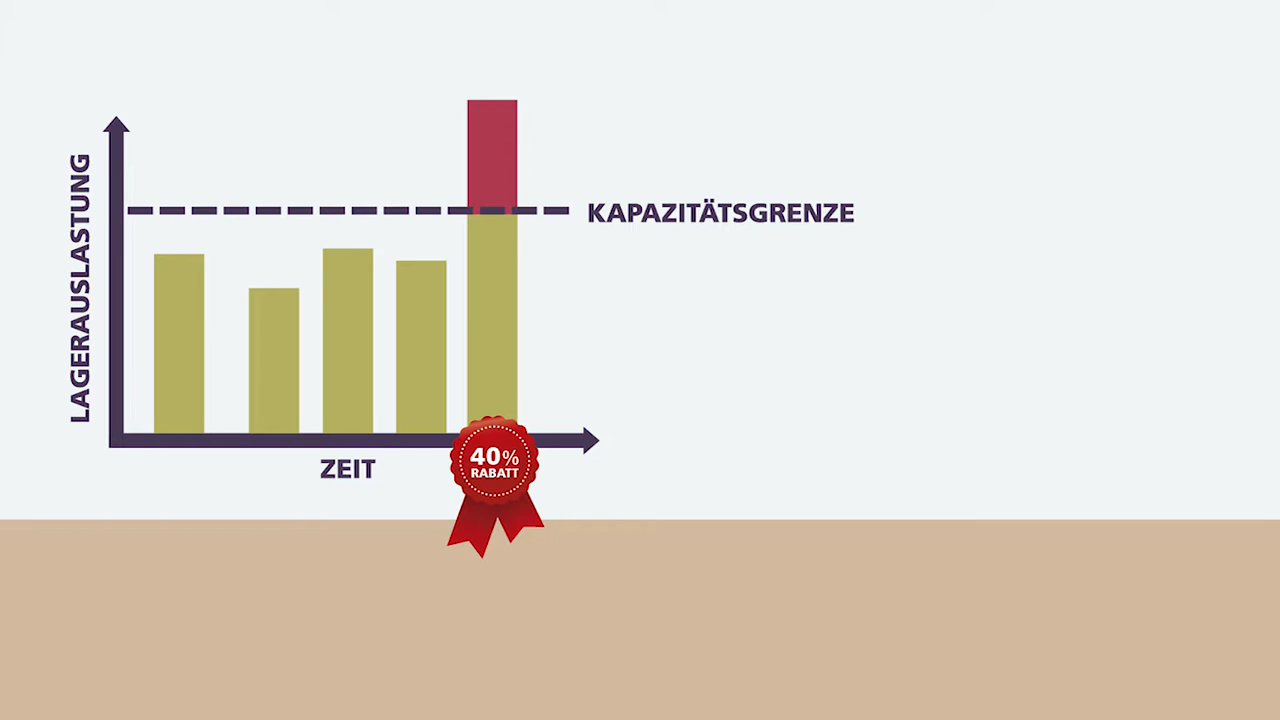 LAGERAUSLASTUNG
KAPAZITÄTSGRENZE
ZEIT
40%
RABATT